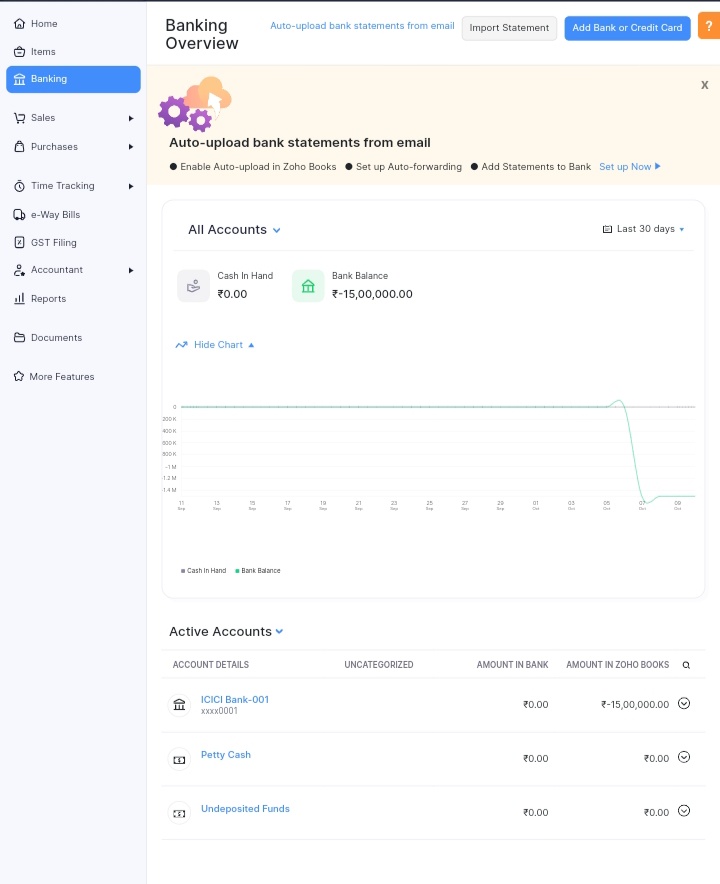 Home
Items
Banking
Sales
Purchases
Time Tracking
e-Way Bills
GST Filing
Accountant
Reports
Documents
More Features
Banking
Overview
Auto-upload bank statements from email
Import Statement
Add Bank or Credit Card
?
X
Auto-upload bank statements from email
● Enable Auto-upload in Zoho Books ● Set up Auto-forwarding ● Add Statements to Bank Set up Now
All Accounts
Last 30 days
Cash In Hand
₹0.00
Bank Balance
₹-15,00,000.00
Hide Chart
0
200 K
400 K
600 K
800 K
-1 M
-1.2 M
-1.4 M
11 13 15 17 19 21 23 25 27 29 01 03 05 07 09
Sep Sep Sep Sep Sep Sep Sep Sep Sep Sep Oct Oct Oct Oct Oct
Cash In Hand Bank Balance
Active Accounts
ACCOUNT DETAILS UNCATEGORIZED AMOUNT IN BANK AMOUNT IN ZOHO BOOKS
ICICI Bank-001 ₹0.00 ₹-15,00,000.00
xxxx0001
Petty Cash ₹0.00 ₹0.00
Undeposited Funds ₹0.00 ₹0.00